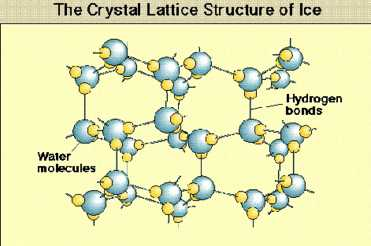 The Crystal Lattice Structure of Ice
Hydrogen
bonds
Water
molecules